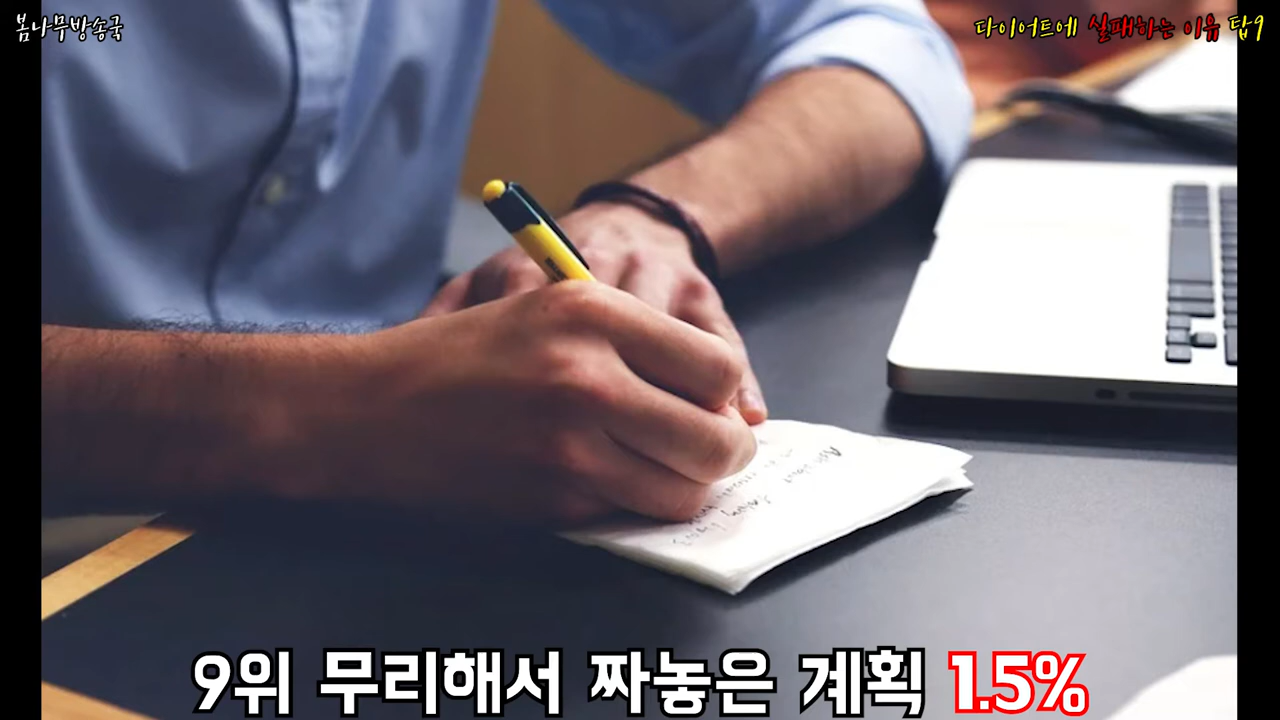 봄나무방송국
다이어트에 실패하는 이유 탑9
9위 무리해서 짜놓은 계획 1.5%